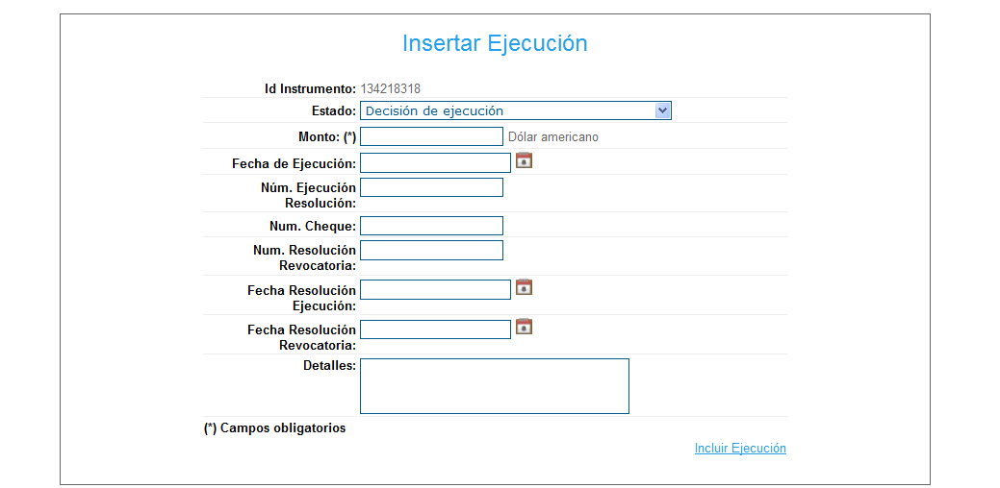 Insertar Ejecución
Id Instrumento: 134218318
Estado: Decisión de ejecución
Monto: (*) Dólar americano
Fecha de Ejecución:
Núm. Ejecución
Resolución:
Num. Cheque:
Num. Resolución
Revocatoria:
Fecha Resolución
Ejecución:
Fecha Resolución
Revocatoria:
Detalles:
(*) Campos obligatorios
Incluir Ejecución